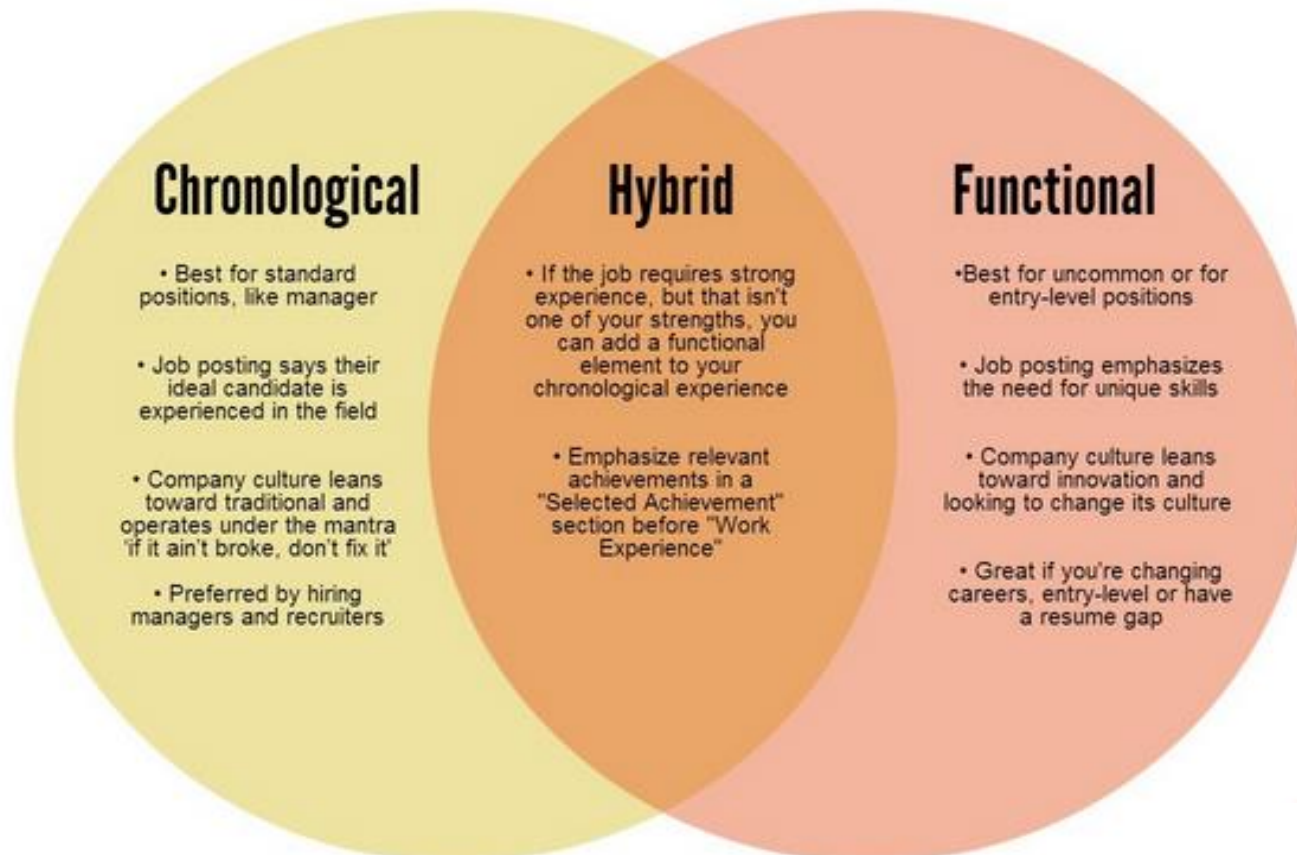 Chronological
• Best for standard
positions, like manager
• Job posting says their
ideal candidate is
experienced in the field
• Company culture leans
toward traditional and
operates under the mantra
'if it ain't broke, don't fix it'
• Preferred by hiring
managers and recruiters
Hybrid
• If the job requires strong
experience, but that isn't
one of your strengths, you
can add a functional
element to your
chronological experience
• Emphasize relevant
achievements in a
"Selected Achievement"
section before "Work
Experience"
Functional
•Best for uncommon or for
entry-level positions
• Job posting emphasizes
the need for unique skills
• Company culture leans
toward innovation and
looking to change its culture
• Great if you're changing
careers, entry-level or have
a resume gap